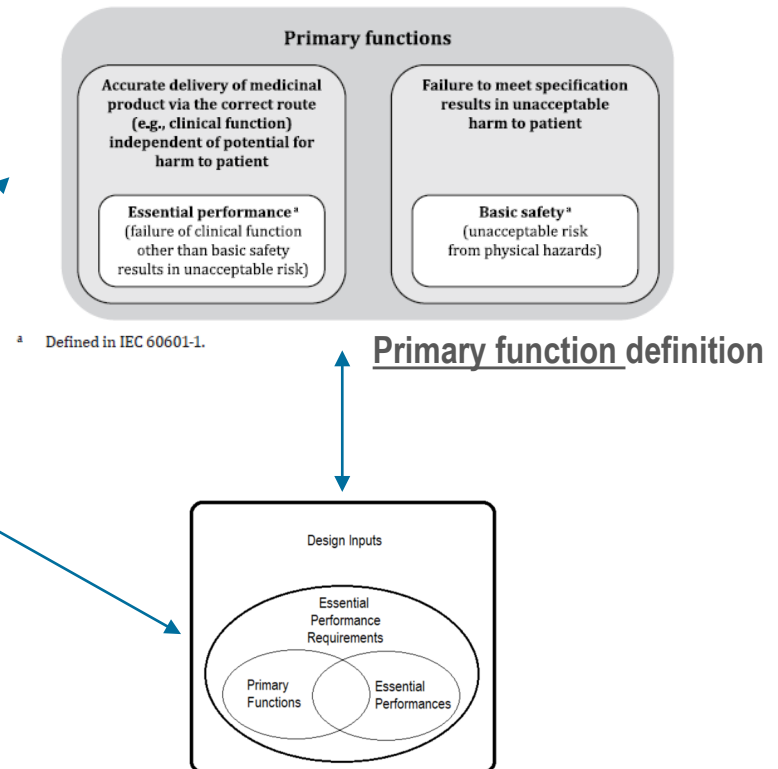 Primary functions
Accurate delivery of medicinal
product via the correct route
(e.g., clinical function)
independent of potential for
harm to patient
Essential performance a
(failure of clinical function
other than basic safety
results in unacceptable risk)
Failure to meet specification
results in unacceptable
harm to patient
Basic safety a
(unacceptable risk
from physical hazards)
a Defined in IEC 60601-1.
Primary function definition
Design Inputs
Essential
Performance
Requirements
Primary
Functions
Essential
Performances